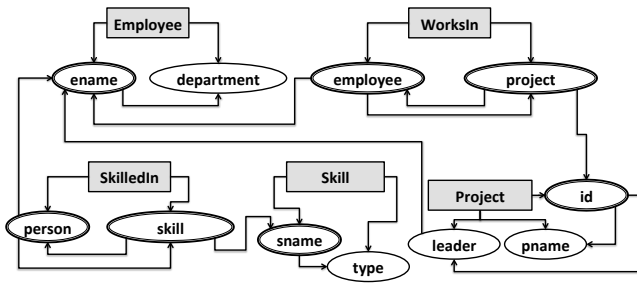 Employee
WorksIn
ename
department
employee
project
SkilledIn
Skill
Project
id
person
skill
sname
leader
pname
type